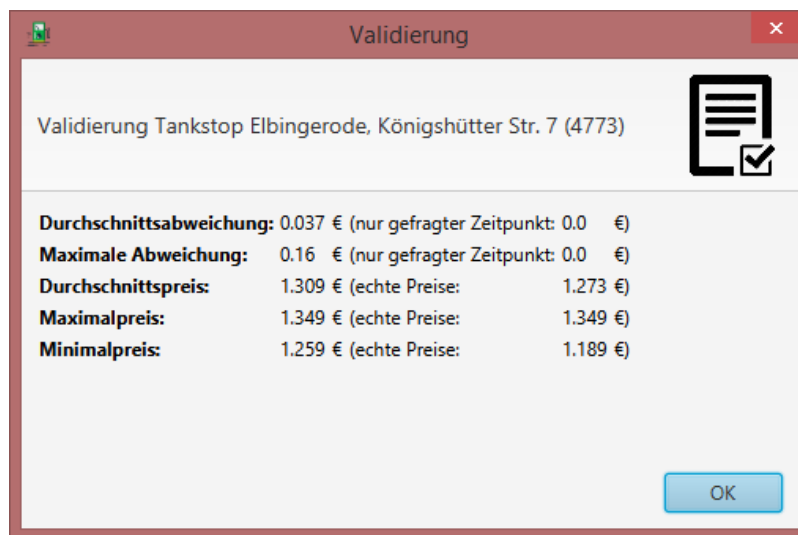 Validierung
Validierung Tankstop Elbingerode, Königshütter Str. 7 (4773)
Durchschnittsabweichung: 0.037 € (nur gefragter Zeitpunkt: 0.0 €)
Maximale Abweichung: 0.16 € (nur gefragter Zeitpunkt: 0.0 €)
Durchschnittspreis: 1.309 € (echte Preise: 1.273 €)
Maximalpreis: 1.349 € (echte Preise: 1.349 €)
Minimalpreis: 1.259 € (echte Preise: 1.189 €)
OK